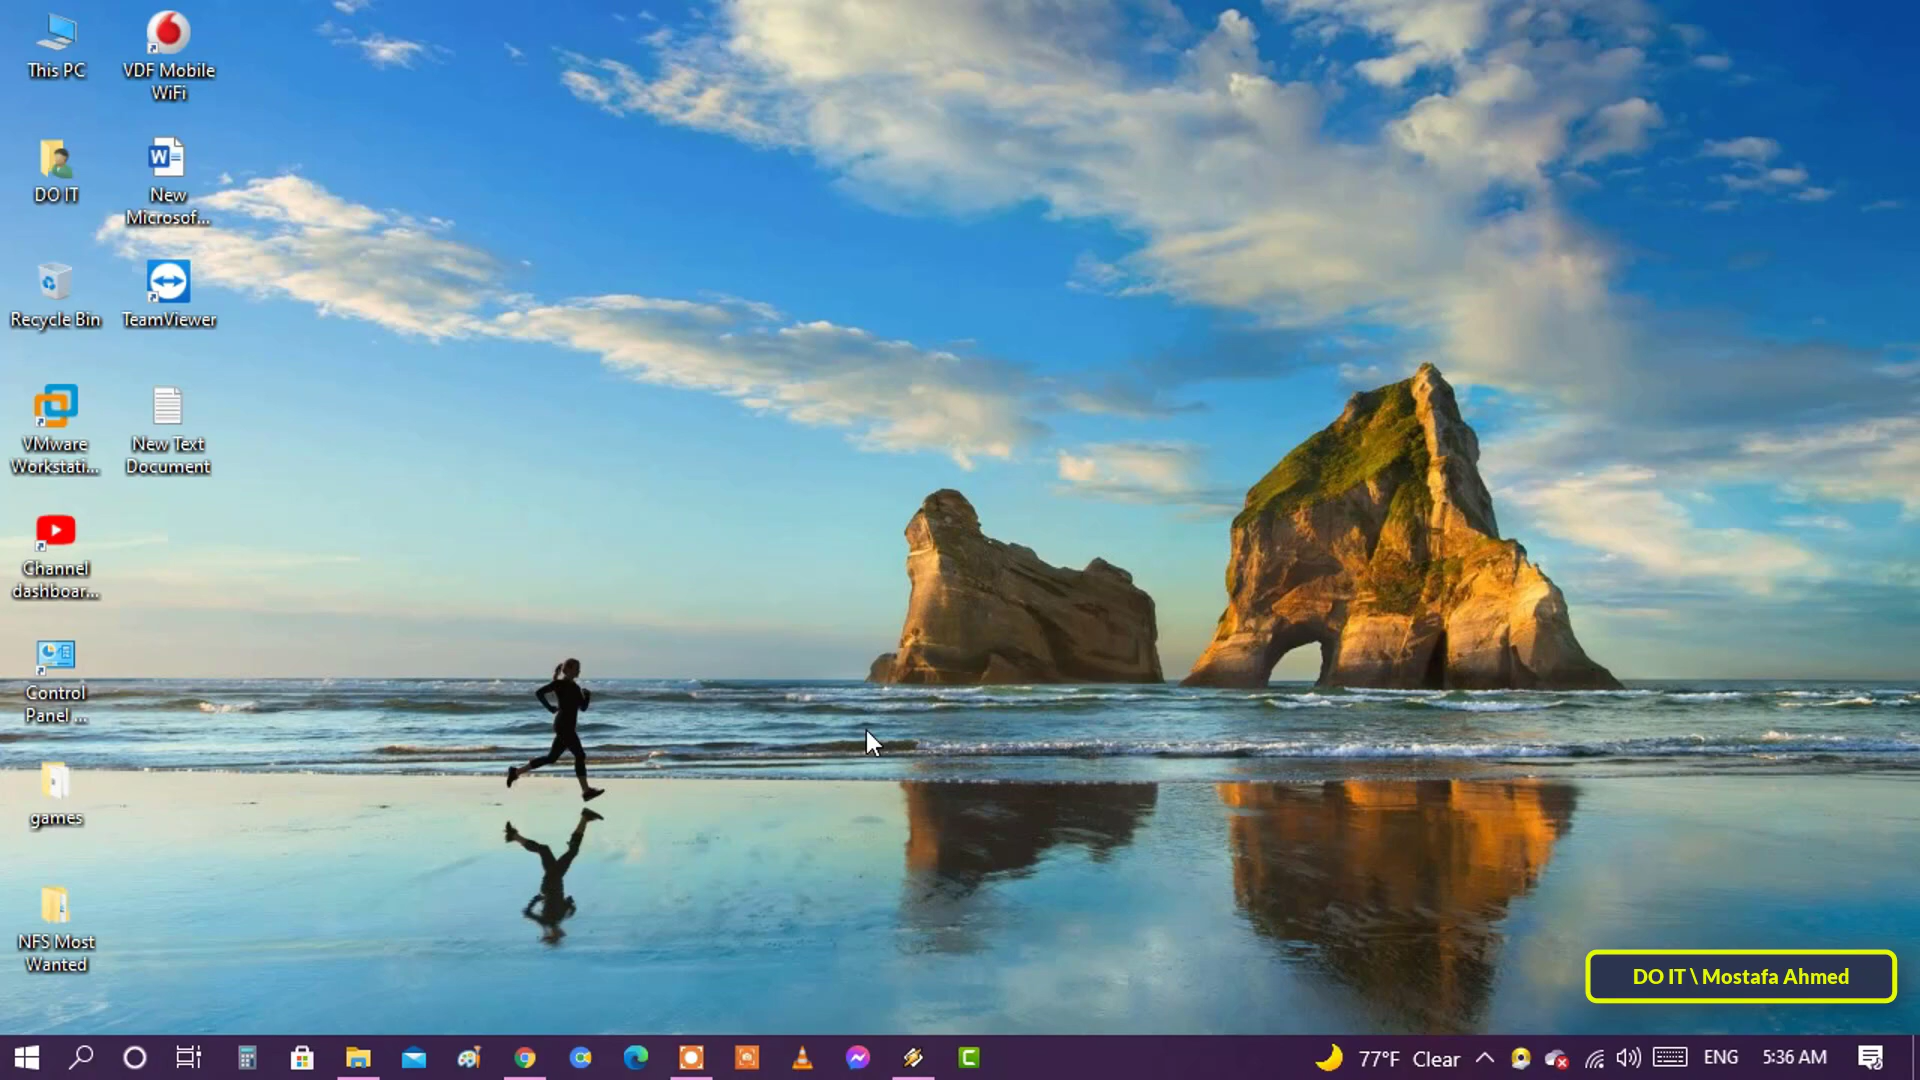 This PC
VDF Mobile
WiFi
DO IT
New
Microsof...
Recycle Bin
TeamViewer
VMware
Workstati...
New Text
Document
Channel
dashboar...
Control
Panel ...
games
NFS Most
Wanted
DO IT \ Mostafa Ahmed
77°F Clear
ENG
5:36 AM